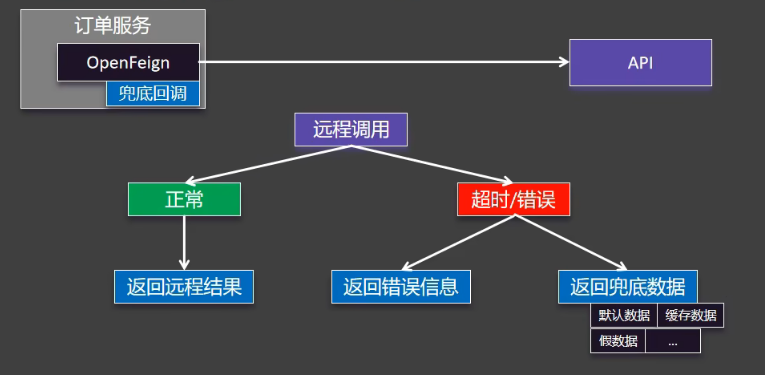 订单服务
OpenFeign
兜底回调
API
远程调用
正常
超时/错误
返回远程结果
返回错误信息
返回兜底数据
默认数据
缓存数据
假数据
...